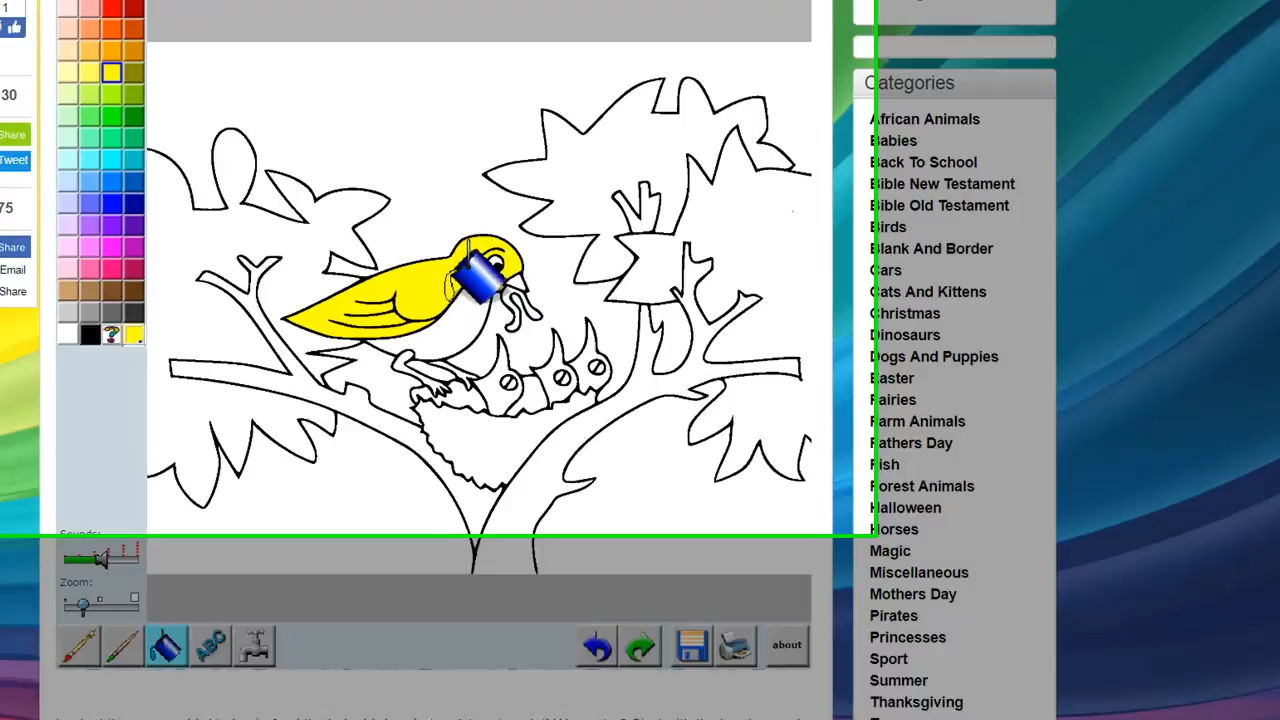 1
30
Share
Tweet
75
Share
Email
Share
Categories
African Animals
Babies
Back To School
Bible New Testament
Bible Old Testament
Birds
Blank And Border
Cars
Cats And Kittens
Christmas
Dinosaurs
Dogs And Puppies
Easter
Fairies
Farm Animals
Fathers Day
Fish
Forest Animals
Halloween
Horses
Magic
Miscellaneous
Mothers Day
Pirates
Princesses
Sport
Summer
Thanksgiving
Sounds:
Zoom:
ABC
about